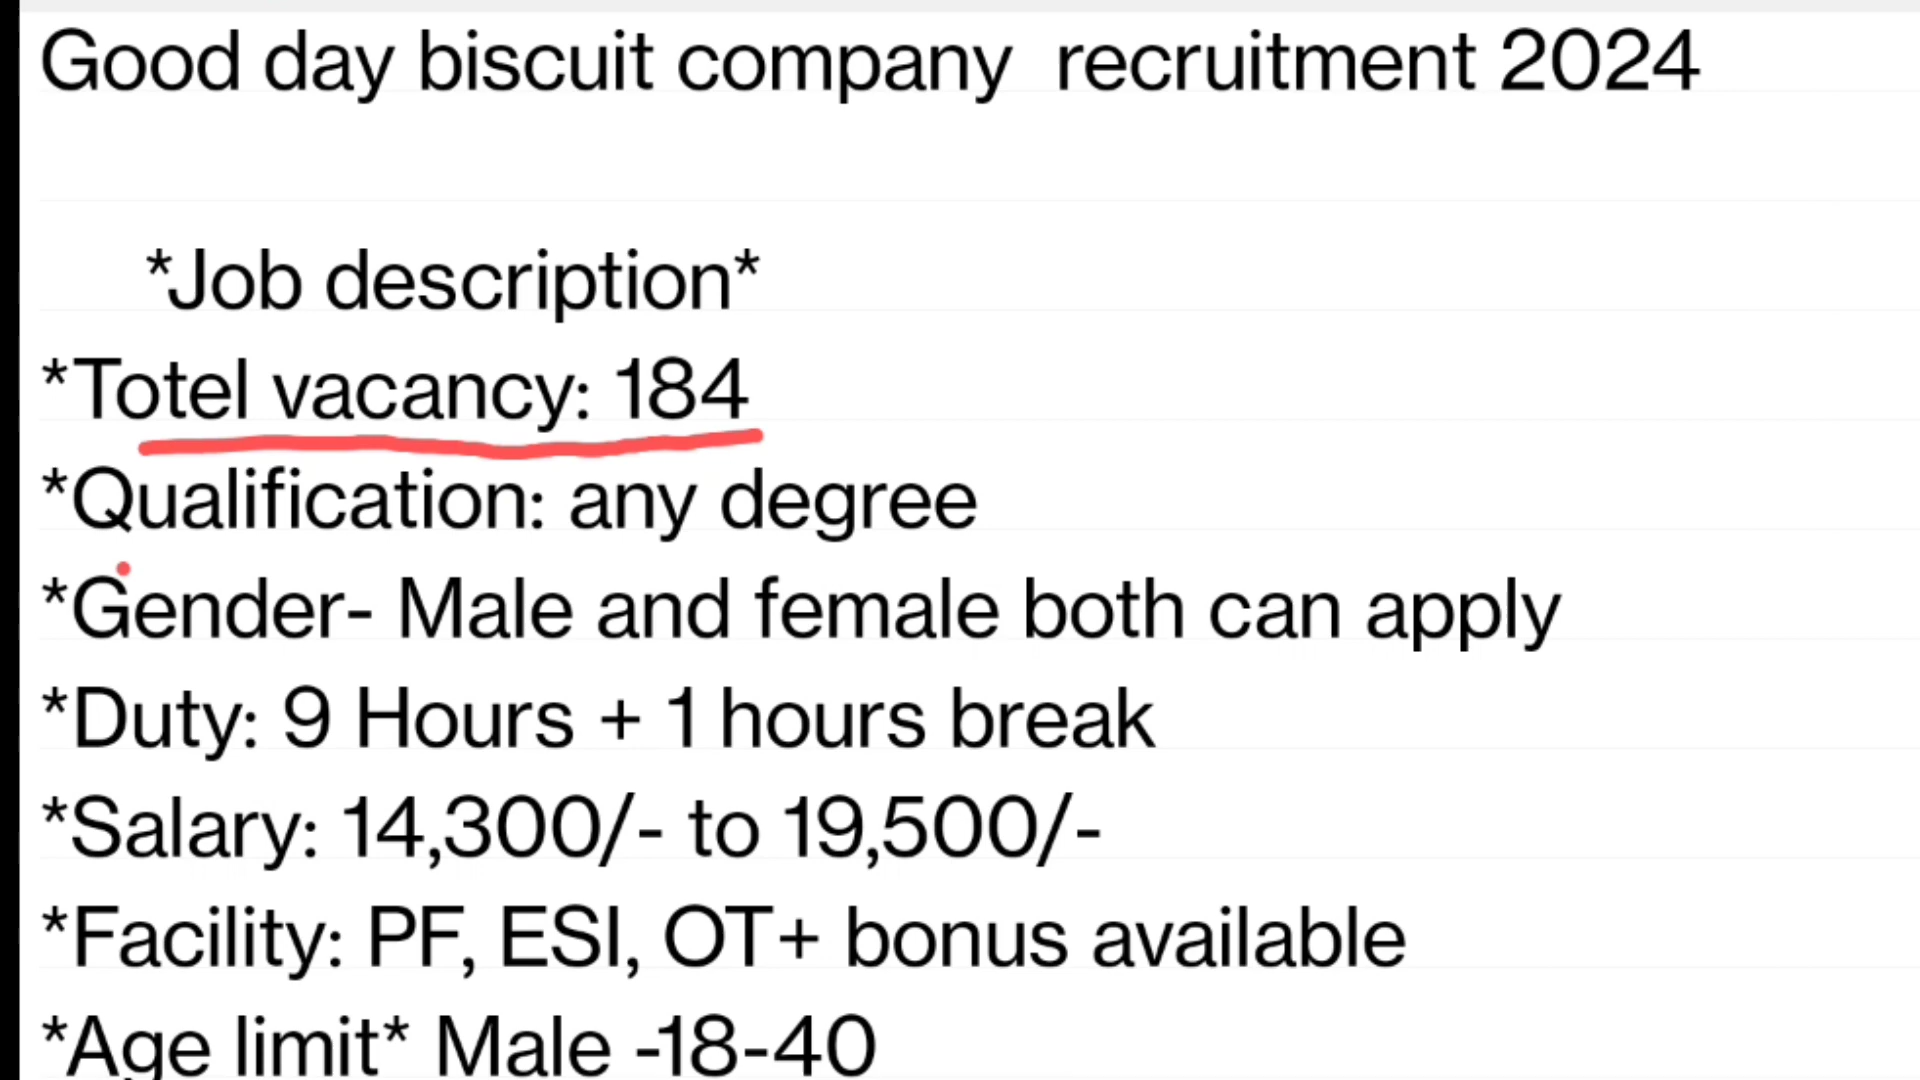 Good day biscuit company recruitment 2024
*Job description*
*Totel vacancy: 184
*Qualification: any degree
*Gender- Male and female both can apply
*Duty: 9 Hours + 1 hours break
*Salary: 14,300/- to 19,500/-
*Facility: PF, ESI, OT+ bonus available
*Age limit* Male -18-40